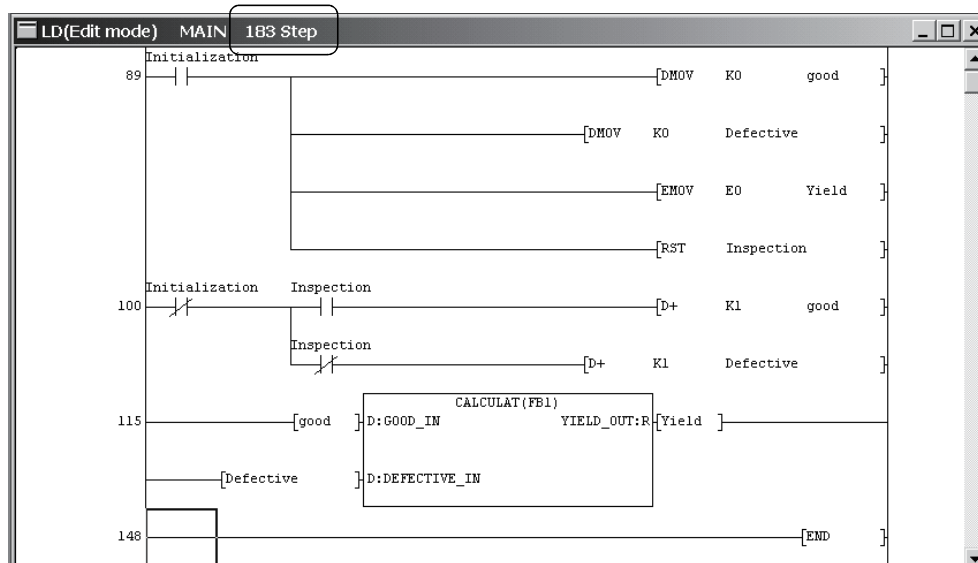 LD(Edit mode) MAIN 183 Step
Initialization
89 [DMOV K0 good ]
[DMOV K0 Defective ]
[EMOV E0 Yield ]
[RST Inspection ]
Initialization Inspection
100 [D+ K1 good ]
Inspection
[D+ K1 Defective ]
CALCULAT(FB1)
115 [good ] D:GOOD_IN YIELD_OUT:R [Yield ]
[Defective ] D:DEFECTIVE_IN
148 [END ]